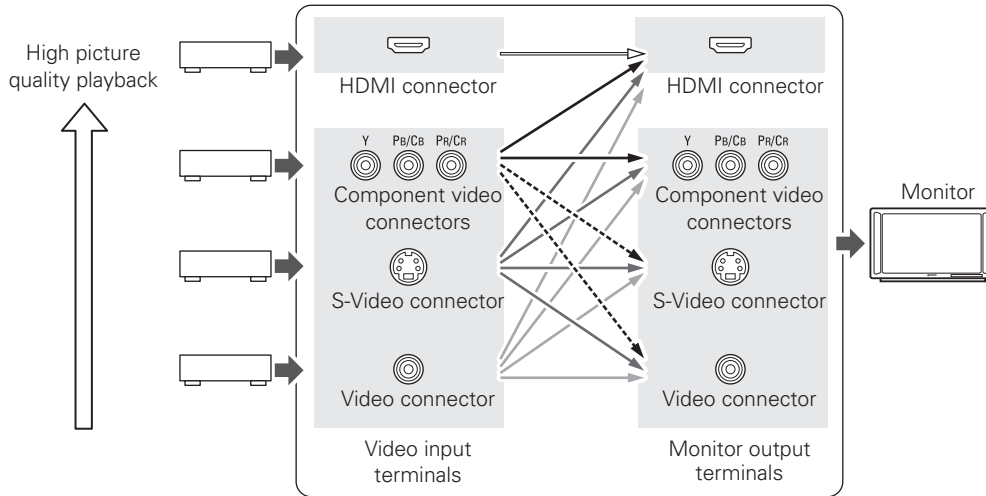 High picture
quality playback
HDMI connector
HDMI connector
Y PB/CB PR/CR
Component video
connectors
Y PB/CB PR/CR
Component video
connectors
S-Video connector
S-Video connector
Video connector
Video connector
Video input
terminals
Monitor output
terminals
Monitor